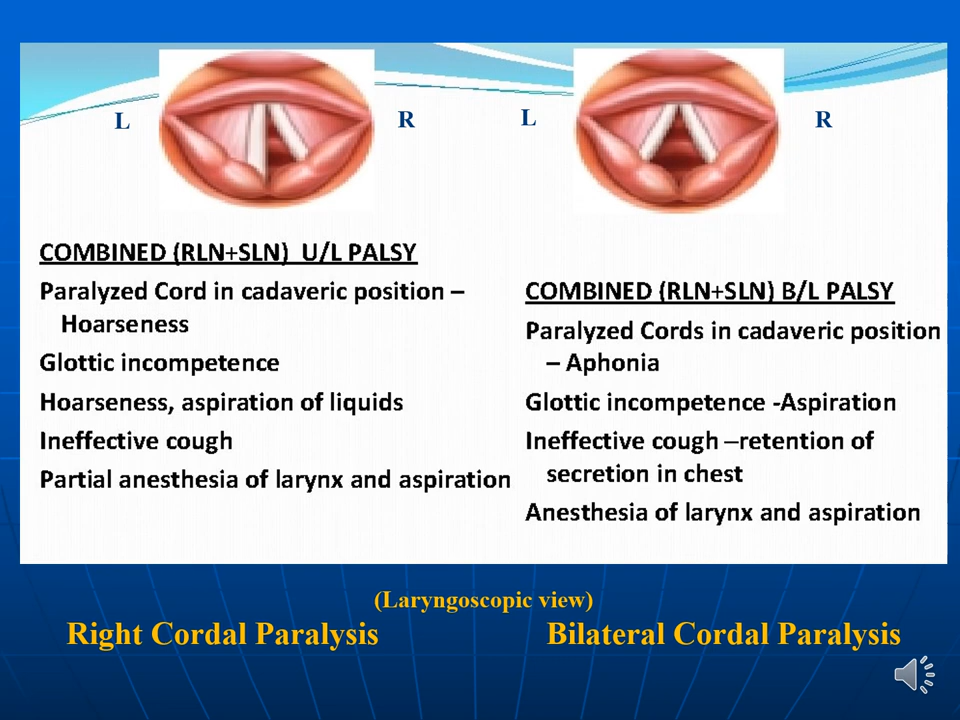 L
R
L
R
COMBINED (RLN+SLN) U/L PALSY
Paralyzed Cord in cadaveric position –
Hoarseness
Glottic incompetence
Hoarseness, aspiration of liquids
Ineffective cough
Partial anesthesia of larynx and aspiration
COMBINED (RLN+SLN) B/L PALSY
Paralyzed Cords in cadaveric position
– Aphonia
Glottic incompetence -Aspiration
Ineffective cough –retention of
secretion in chest
Anesthesia of larynx and aspiration
(Laryngoscopic view)
Right Cordal Paralysis
Bilateral Cordal Paralysis